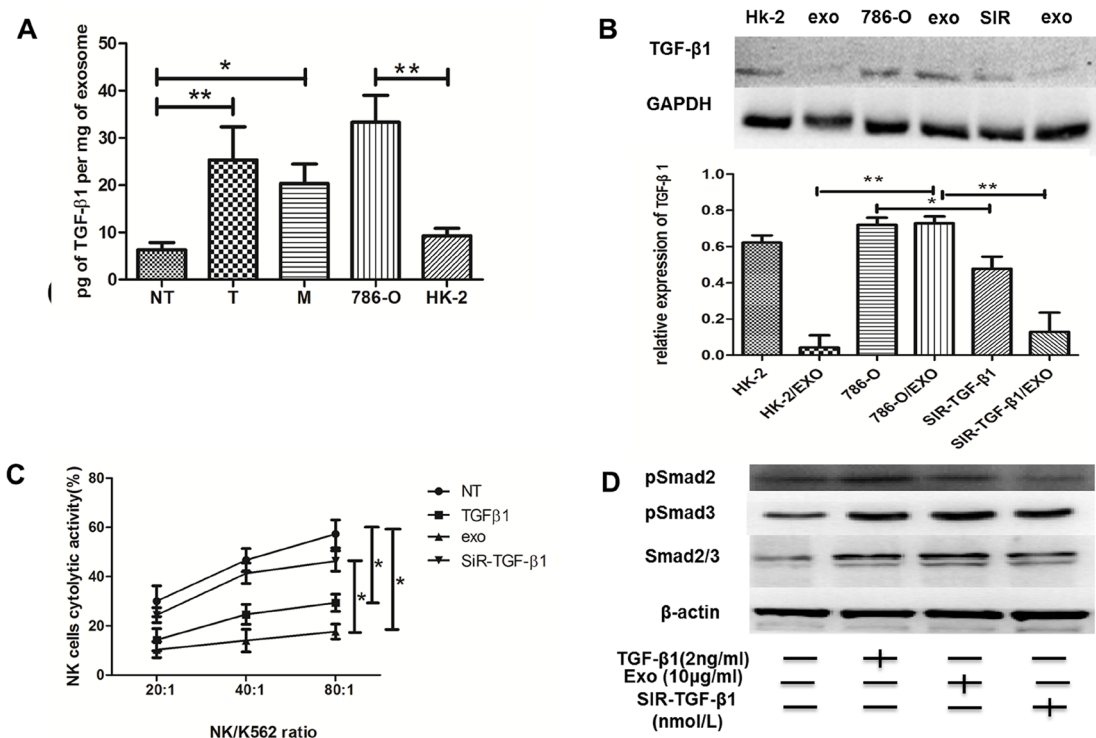 A
pg of TGF-β1 per mg of exosome
50
40
30
20
10
0
*
**
**
NT T M 786-O HK-2
B
Hk-2 exo 786-O exo SIR exo
TGF-β1
GAPDH
relative expression of TGF-β 1
1.0
0.8
0.6
0.4
0.2
0.0
**
**
*
HK-2
HK-2/EXO
786-O
786-O/EXO
SIR-TGF-β1
SIR-TGF-β1/EXO
C
NK cells cytolytic activity(%)
80
60
40
20
0
20:1 40:1 80:1
NK/K562 ratio
NT
TGFβ1
exo
SiR-TGF-β1
*
*
*
D
pSmad2
pSmad3
Smad2/3
β-actin
TGF-β1(2ng/ml) — + — —
Exo (10μg/ml) — — + —
SIR-TGF-β1 — — — +
(nmol/L)